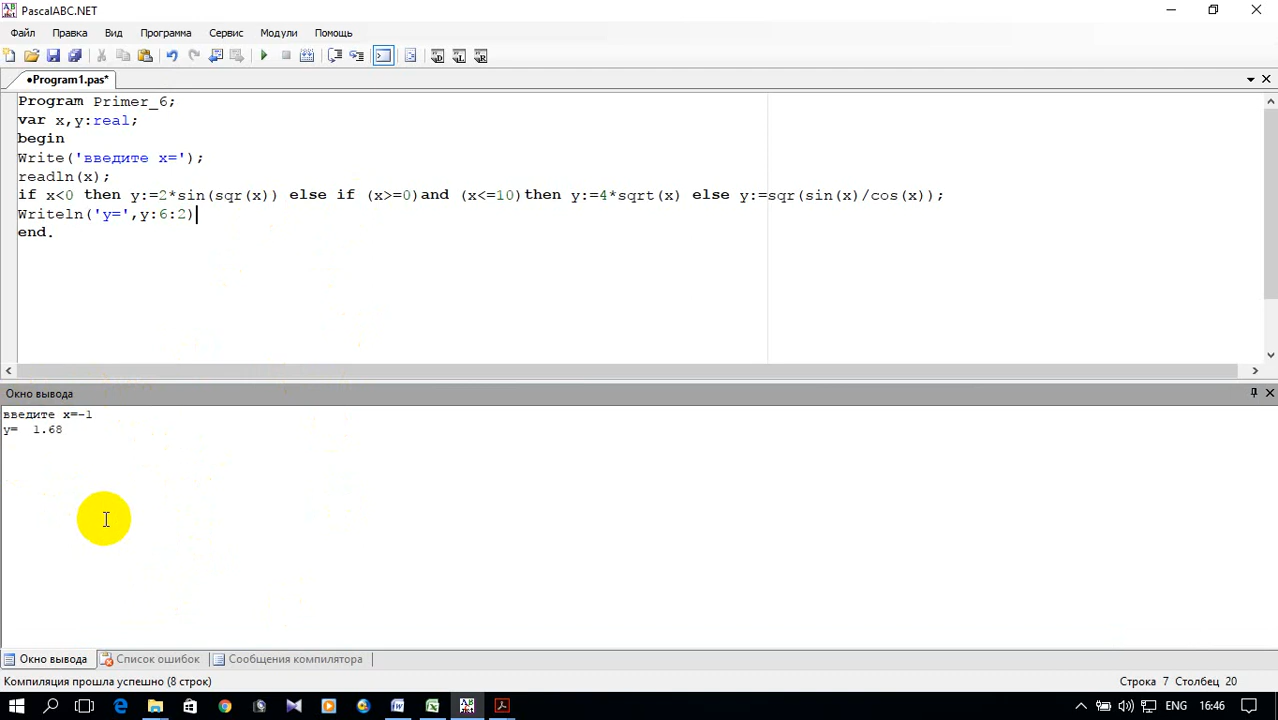 PascalABC.NET
Файл Правка Вид Программа Сервис Модули Помощь
•Program1.pas*
Program Primer_6;
var x,y:real;
begin
Write('введите x=');
readln(x);
if x<0 then y:=2*sin(sqr(x)) else if (x>=0)and (x<=10)then y:=4*sqrt(x) else y:=sqr(sin(x)/cos(x));
Writeln('y=',y:6:2)
end.
Окно вывода
введите x=-1
y=  1.68
Окно вывода Список ошибок Сообщения компилятора
Компиляция прошла успешно (8 строк) Строка 7 Столбец 20
ENG 16:46